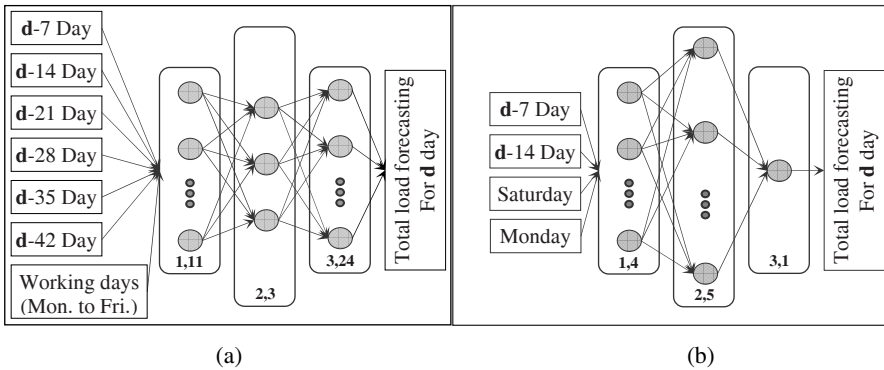 d-7 Day
d-14 Day
d-21 Day
d-28 Day
d-35 Day
d-42 Day
Working days
(Mon. to Fri.)
1,11
2,3
3,24
Total load forecasting
For d day
(a)
d-7 Day
d-14 Day
Saturday
Monday
1,4
2,5
3,1
Total load forecasting
For d day
(b)